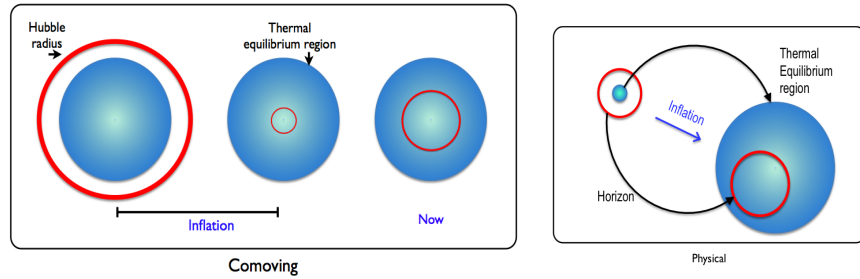 Hubble
radius
Thermal
equilibrium region
Inflation
Now
Comoving
Thermal
Equilibrium
region
Inflation
Horizon
Physical